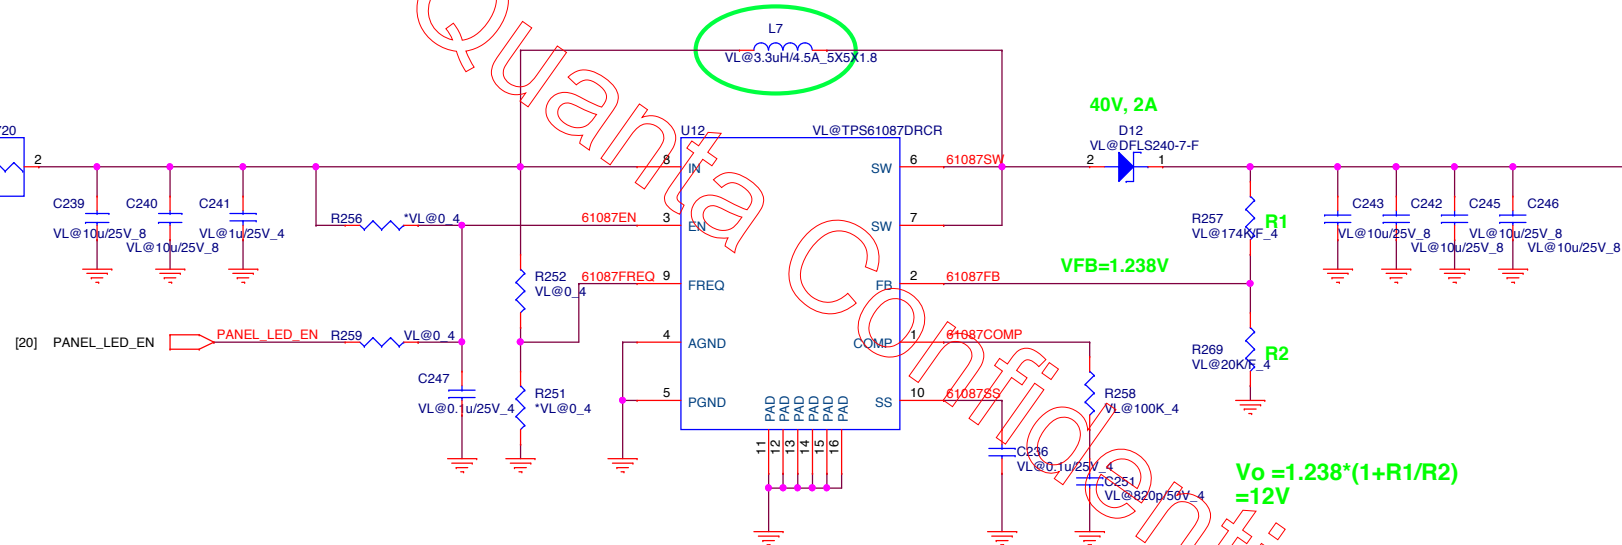 L7
VL@3.3uH/4.5A_5X5X1.8
40V, 2A
U12
VL@TPS61087DRCR
D12
VL@DFLS240-7-F
2
8
IN
SW
6
61087SW
2
1
C239
VL@10u/25V_8
C240
VL@10u/25V_8
C241
VL@1u/25V_4
R256
*VL@0_4
61087EN
3
EN
SW
7
R257
VL@174K/F_4
R1
C243
VL@10u/25V_8
C242
VL@10u/25V_8
C245
VL@10u/25V_8
C246
VL@10u/25V_8
VFB=1.238V
R252
VL@0_4
61087FREQ
9
FREQ
FB
2
61087FB
[20]
PANEL_LED_EN
PANEL_LED_EN
R259
VL@0_4
4
AGND
COMP
1
61087COMP
R269
VL@20K/F_4
R2
C247
VL@0.1u/25V_4
R251
*VL@0_4
5
PGND
SS
10
61087SS
R258
VL@100K_4
PAD
PAD
PAD
PAD
PAD
PAD
11
12
13
14
15
16
C236
VL@0.1u/25V_4
C251
VL@820p/50V_4
Vo =1.238*(1+R1/R2)
=12V
Quanta Confidenti